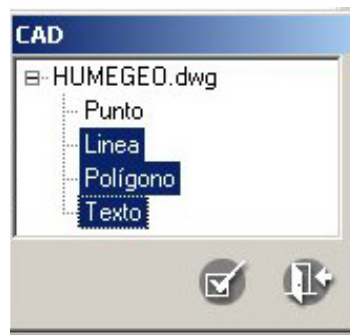 CAD
HUMEGEO.dwg
Punto
Linea
Polígono
Texto